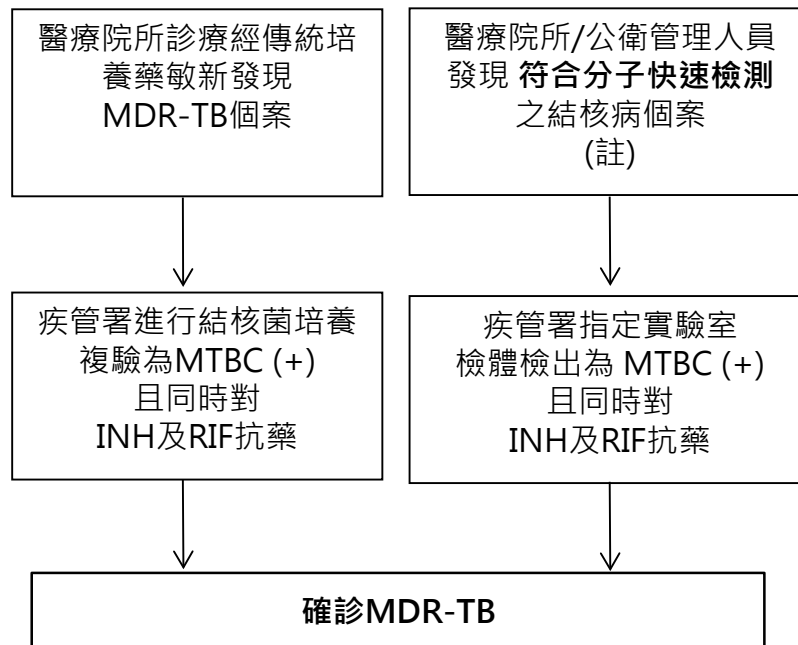 醫療院所診療經傳統培
養藥敏新發現
MDR-TB個案
醫療院所/公衛管理人員
發現 符合分子快速檢測
之結核病個案
(註)
疾管署進行結核菌培養
複驗為MTBC (+)
且同時對
INH及RIF抗藥
疾管署指定實驗室
檢體檢出為 MTBC (+)
且同時對
INH及RIF抗藥
確診MDR-TB